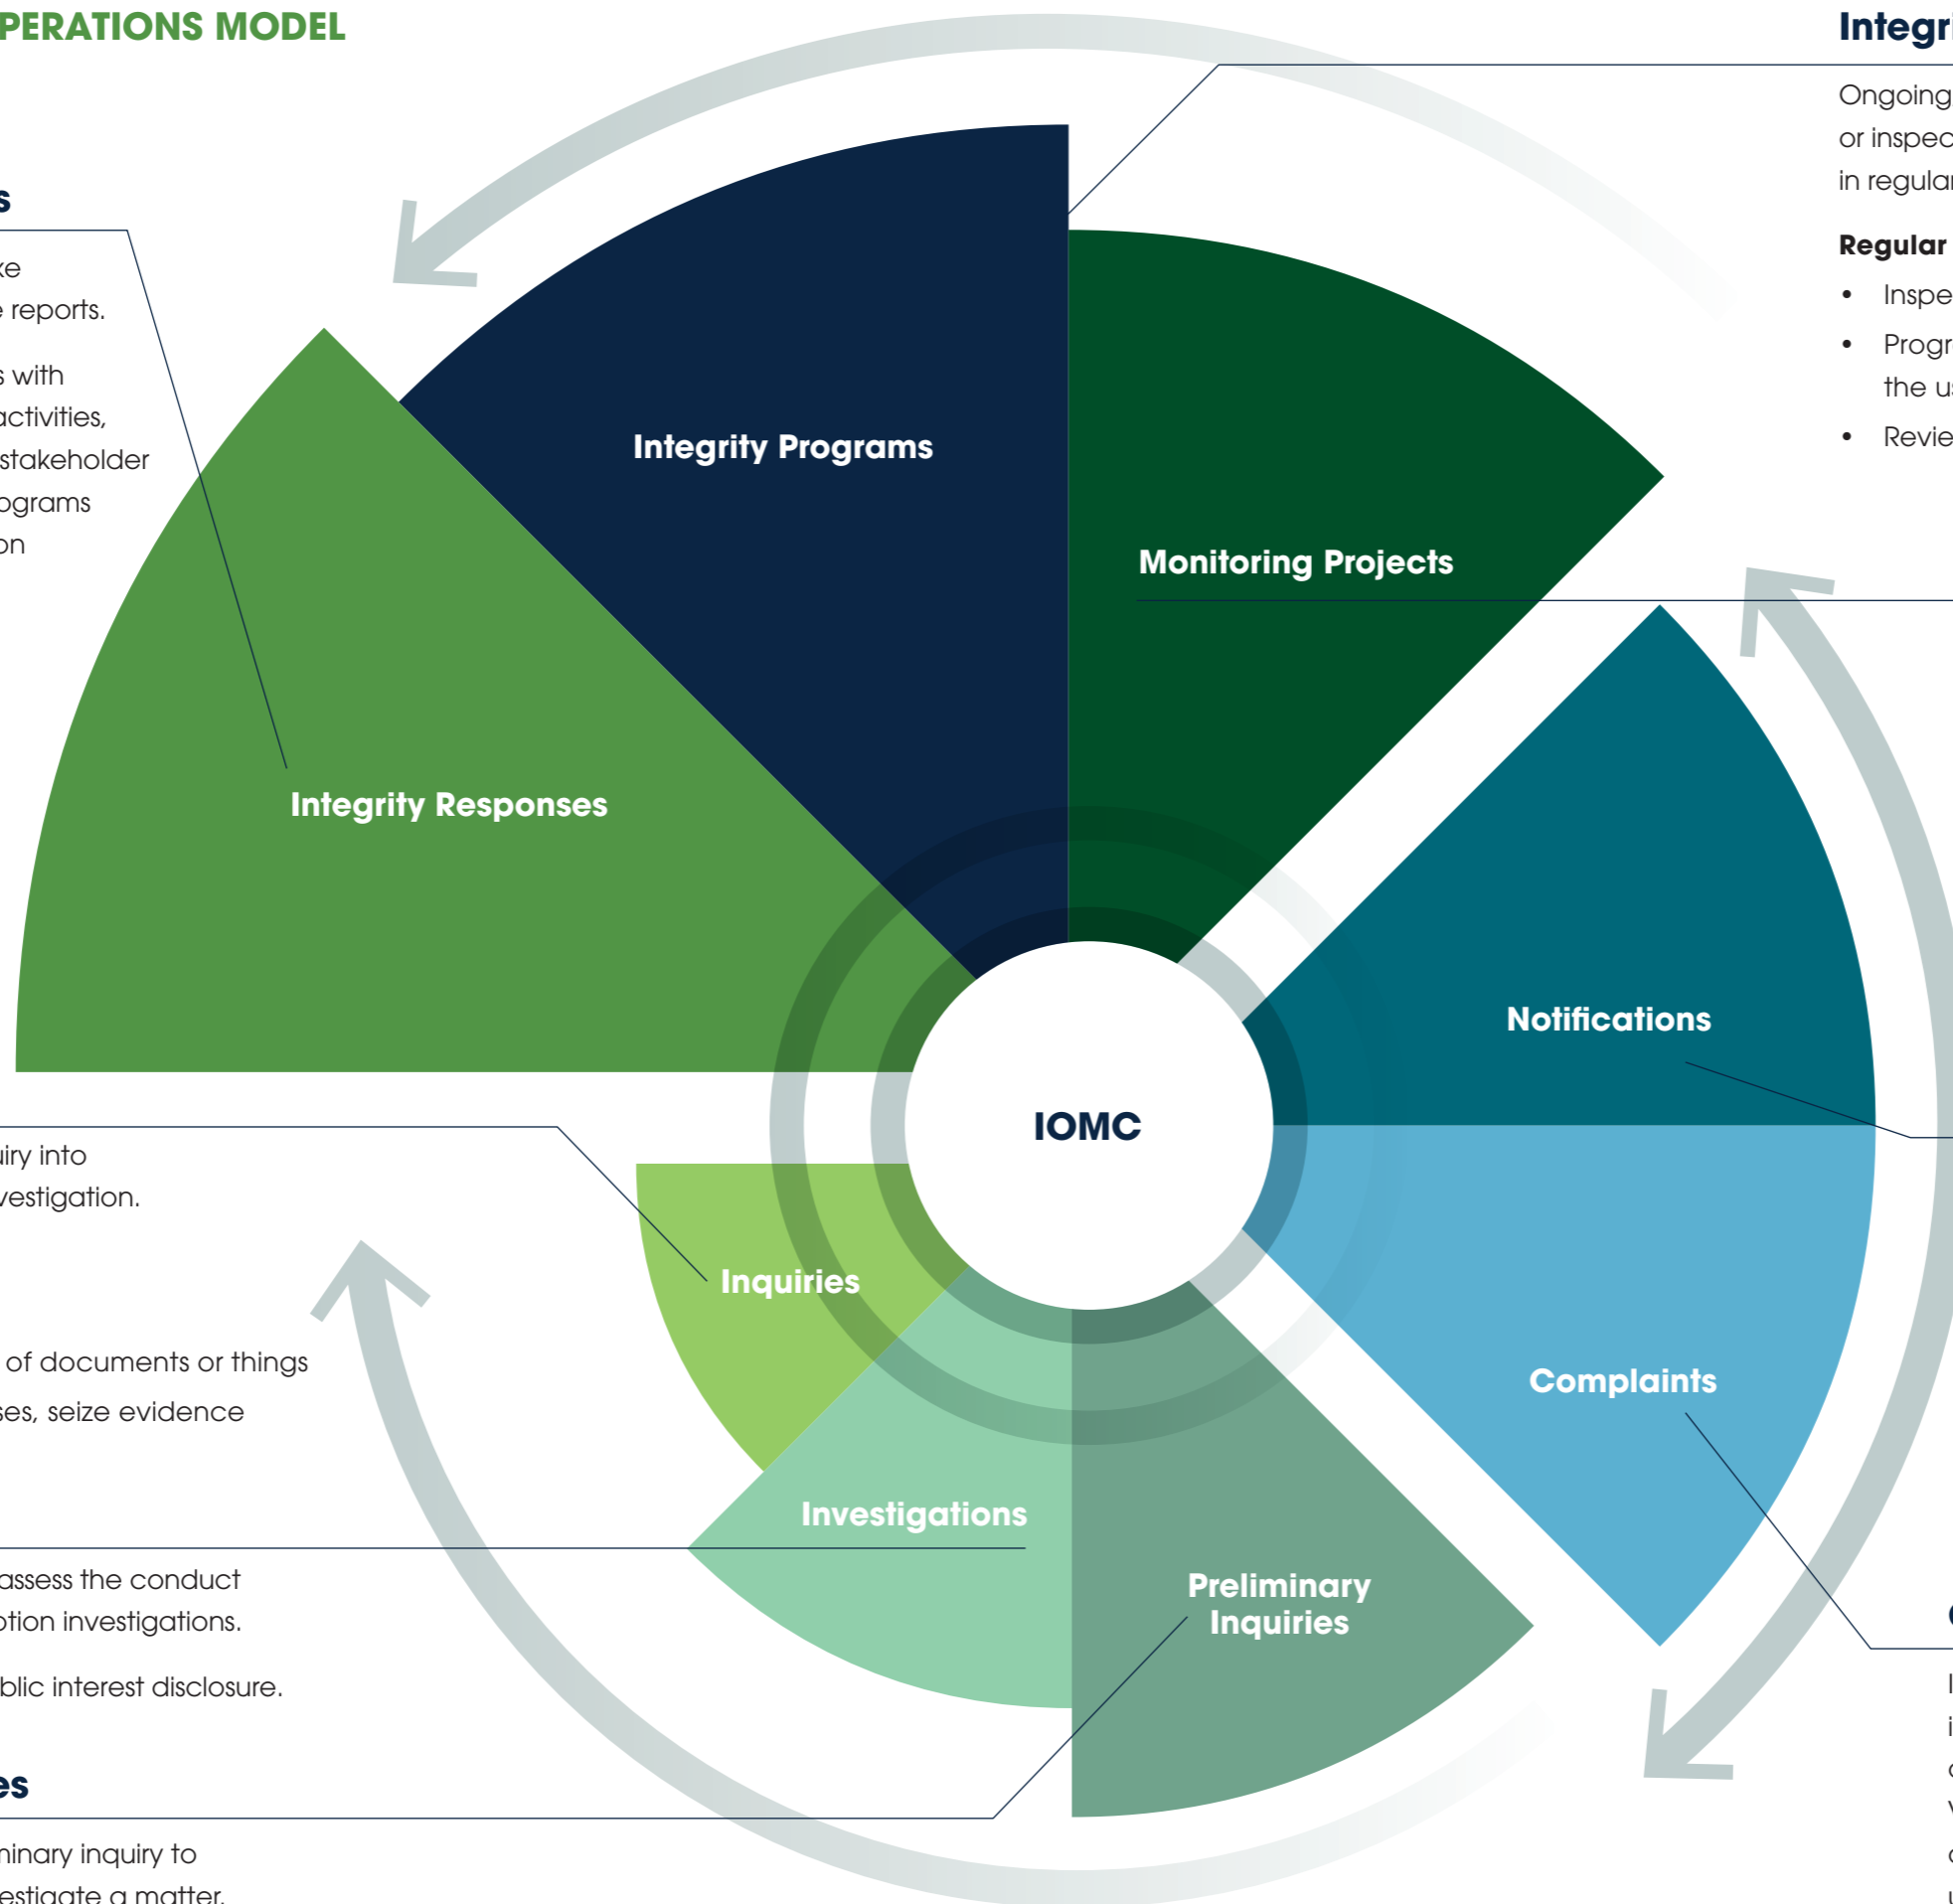 PERATIONS MODEL
Integri
Ongoing
or inspec
in regular
Regular
• Inspe
• Progr
the us
• Revie
s
ke
e reports.
s with
activities,
stakeholder
ograms
on
Integrity Programs
Monitoring Projects
Integrity Responses
Notifications
IOMC
uiry into
vestigation.
Inquiries
of documents or things
ses, seize evidence
Complaints
Investigations
assess the conduct
ption investigations.
blic interest disclosure.
Preliminary
Inquiries
es
minary inquiry to
estigate a matter.